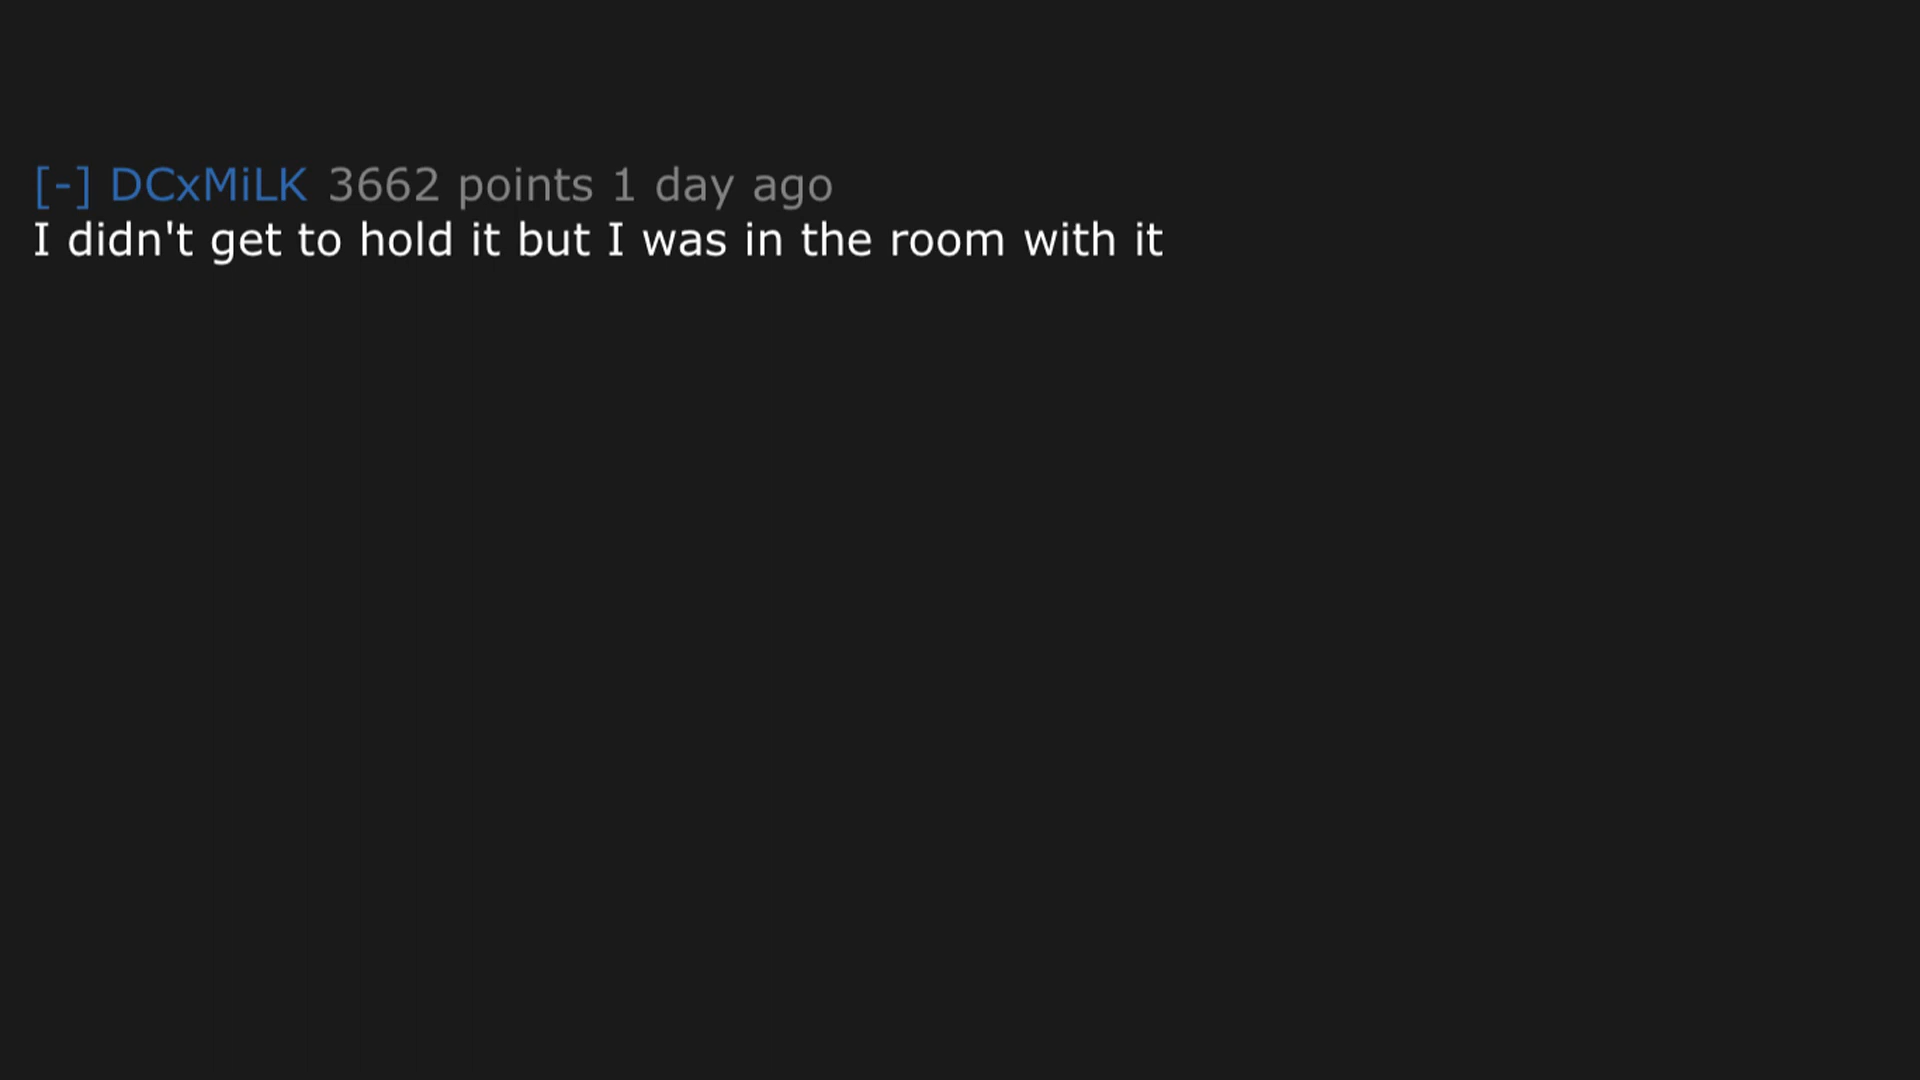 [-] DCxMiLK 3662 points 1 day ago
I didn't get to hold it but I was in the room with it